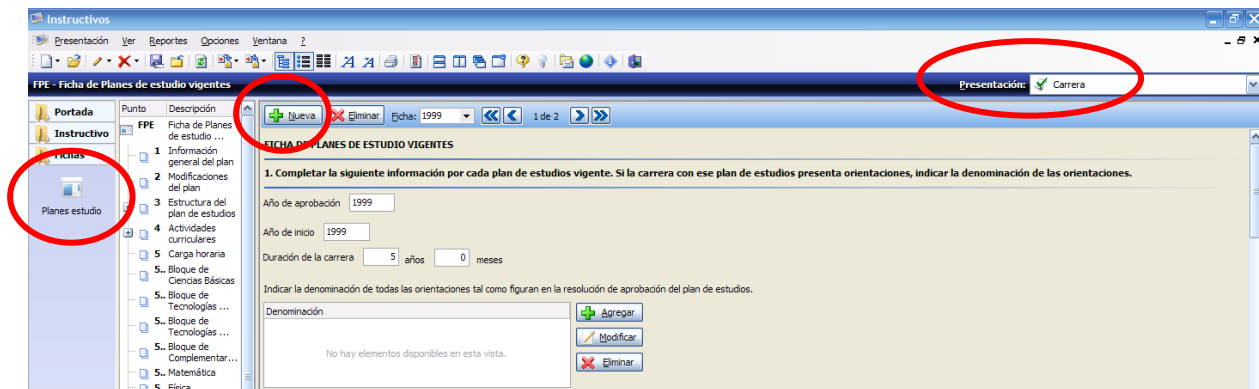 Instructivos
Presentación Ver Reportes Opciones Ventana ?
FPE - Ficha de Planes de estudio vigentes
Presentación: Carrera
Portada
Instructivo
Fichas
Planes estudio
Punto Descripción
FPE Ficha de Planes
de estudio ...
1 Información
general del plan
2 Modificaciones
del plan
3 Estructura del
plan de estudios
4 Actividades
curriculares
5 Carga horaria
5.. Bloque de
Ciencias Básicas
5.. Bloque de
Tecnologías ...
5.. Bloque de
Tecnologías ...
5.. Bloque de
Complementar...
5.. Matemática
5.. Física
Nueva Eliminar Ficha: 1999 1 de 2
FICHA DE PLANES DE ESTUDIO VIGENTES
1. Completar la siguiente información por cada plan de estudios vigente. Si la carrera con ese plan de estudios presenta orientaciones, indicar la denominación de las orientaciones.
Año de aprobación 1999
Año de inicio 1999
Duración de la carrera 5 años 0 meses
Indicar la denominación de todas las orientaciones tal como figuran en la resolución de aprobación del plan de estudios.
Denominación
No hay elementos disponibles en esta vista.
Agregar
Modificar
Eliminar